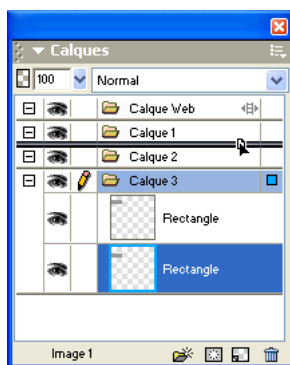 Calques
100 Normal
Calque Web
Calque 1
Calque 2
Calque 3
Rectangle
Rectangle
Image 1